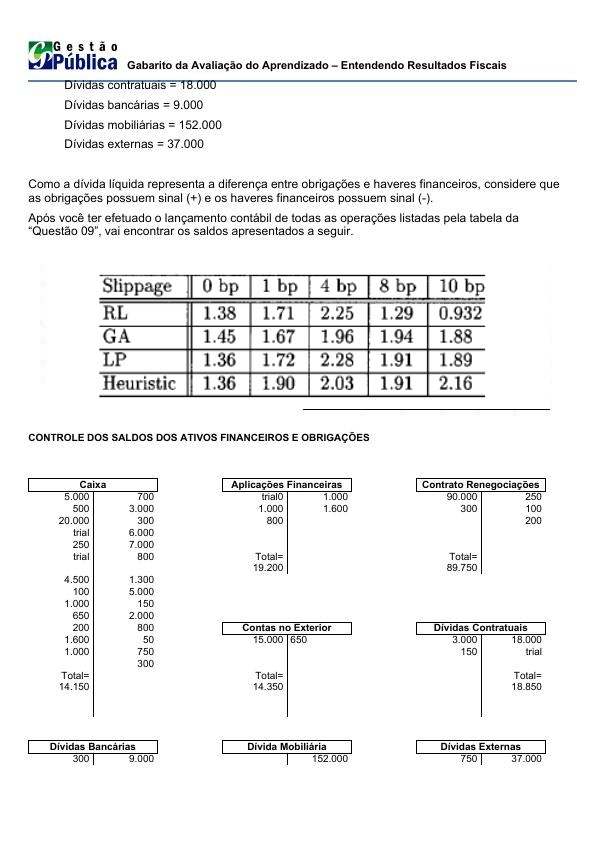 Gestão
Pública
Gabarito da Avaliação do Aprendizado – Entendendo Resultados Fiscais
Dívidas contratuais = 18.000
Dívidas bancárias = 9.000
Dívidas mobiliárias = 152.000
Dívidas externas = 37.000
Como a dívida líquida representa a diferença entre obrigações e haveres financeiros, considere que
as obrigações possuem sinal (+) e os haveres financeiros possuem sinal (-).
Após você ter efetuado o lançamento contábil de todas as operações listadas pela tabela da
“Questão 09”, vai encontrar os saldos apresentados a seguir.
Slippage 0 bp 1 bp 4 bp 8 bp 10 bp
RL 1.38 1.71 2.25 1.29 0.932
GA 1.45 1.67 1.96 1.94 1.88
LP 1.36 1.72 2.28 1.91 1.89
Heuristic 1.36 1.90 2.03 1.91 2.16
CONTROLE DOS SALDOS DOS ATIVOS FINANCEIROS E OBRIGAÇÕES
Caixa Aplicações Financeiras Contrato Renegociações
5.000 700 trial0 1.000 90.000 250
500 3.000 1.000 1.600 300 100
20.000 300 800 200
trial 6.000
250 7.000 Total= Total=
trial 800 19.200 89.750
4.500 1.300
100 5.000
1.000 150
650 2.000
200 800 Contas no Exterior Dívidas Contratuais
1.600 50 15.000 650 3.000 18.000
1.000 750 150 trial
300
Total= Total= Total=
14.150 14.350 18.850
Dívidas Bancárias Dívida Mobiliária Dívidas Externas
300 9.000 152.000 750 37.000